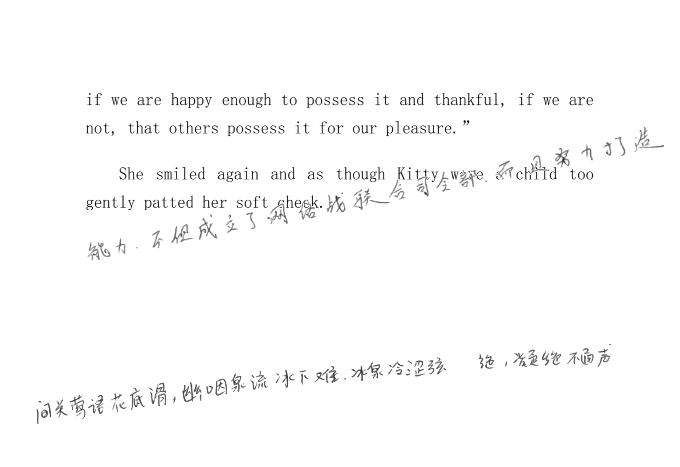 if we are happy enough to possess it and thankful, if we are
not, that others possess it for our pleasure.”
She smiled again and as though Kitty were a child too
gently patted her soft cheek.
能力.不但成立了网络战联合司令部.而且努力打造
间关莺语花底滑,幽咽泉流冰下难.冰泉冷涩弦 绝,凝绝不通声